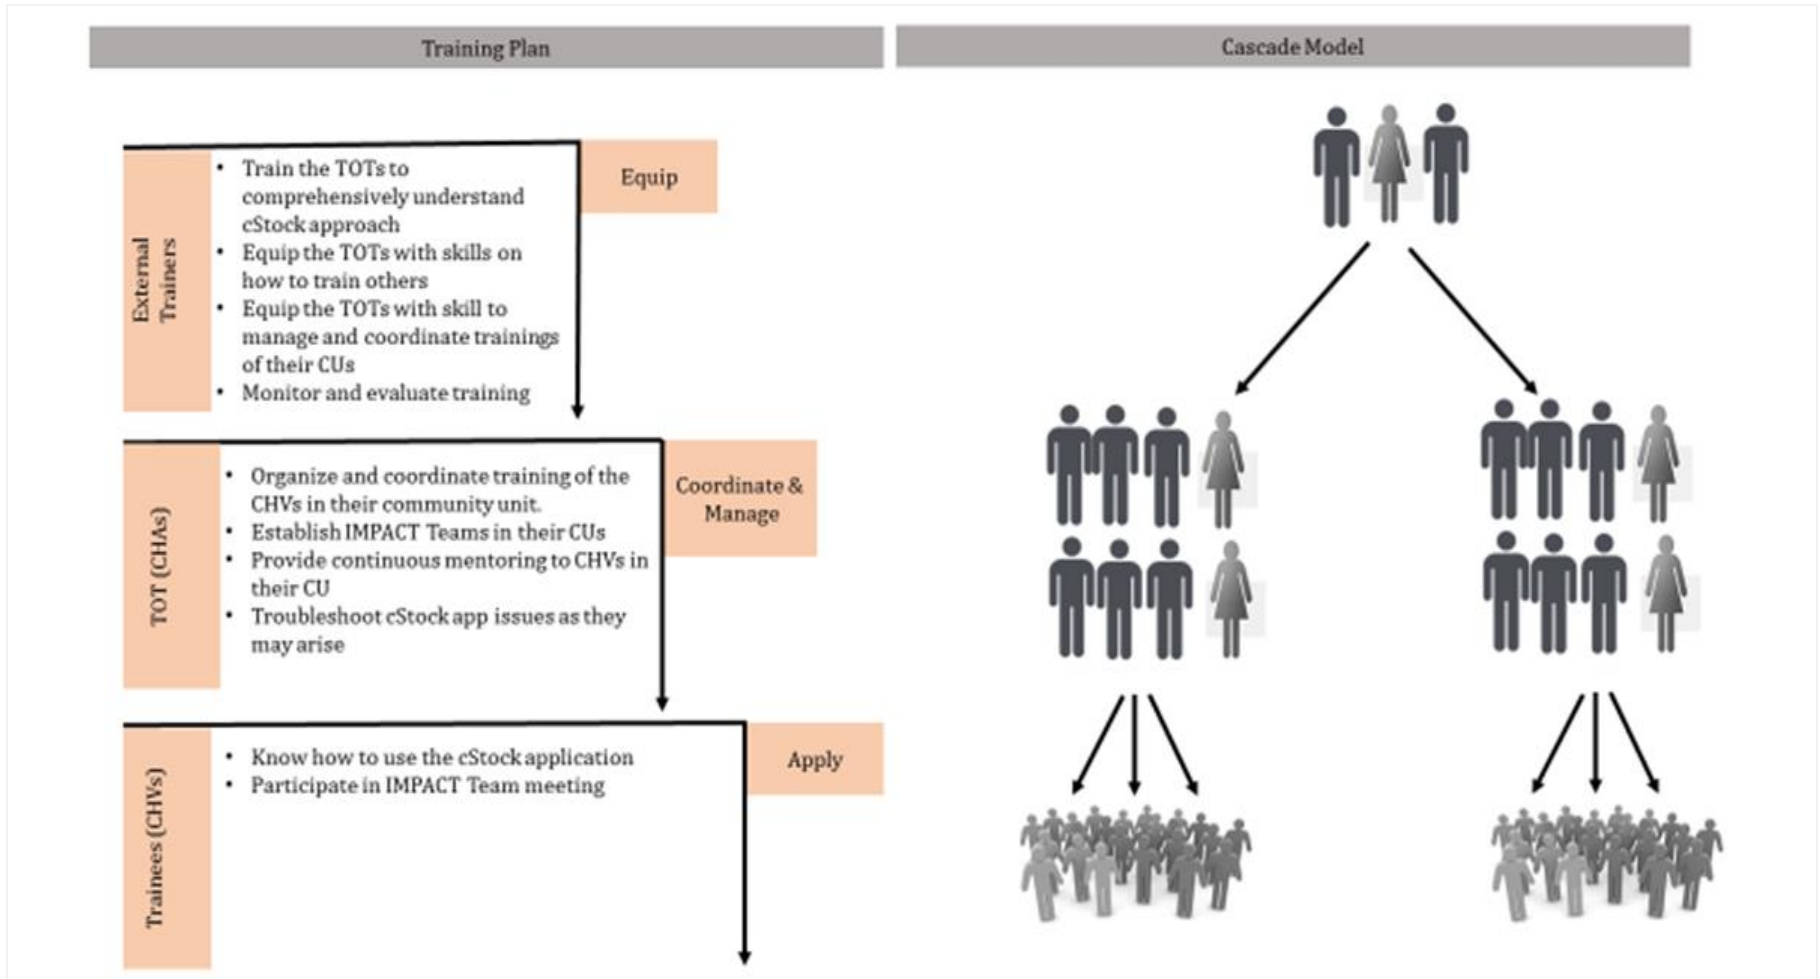 Training Plan
Cascade Model
External
Trainers
• Train the TOTs to
comprehensively understand
cStock approach
• Equip the TOTs with skills on
how to train others
• Equip the TOTs with skill to
manage and coordinate trainings
of their CUs
• Monitor and evaluate training
Equip
TOT (CHAs)
• Organize and coordinate training of the
CHVs in their community unit.
• Establish IMPACT Teams in their CUs
• Provide continuous mentoring to CHVs in
their CU
• Troubleshoot cStock app issues as they
may arise
Coordinate &
Manage
Trainees (CHVs)
• Know how to use the cStock application
• Participate in IMPACT Team meeting
Apply